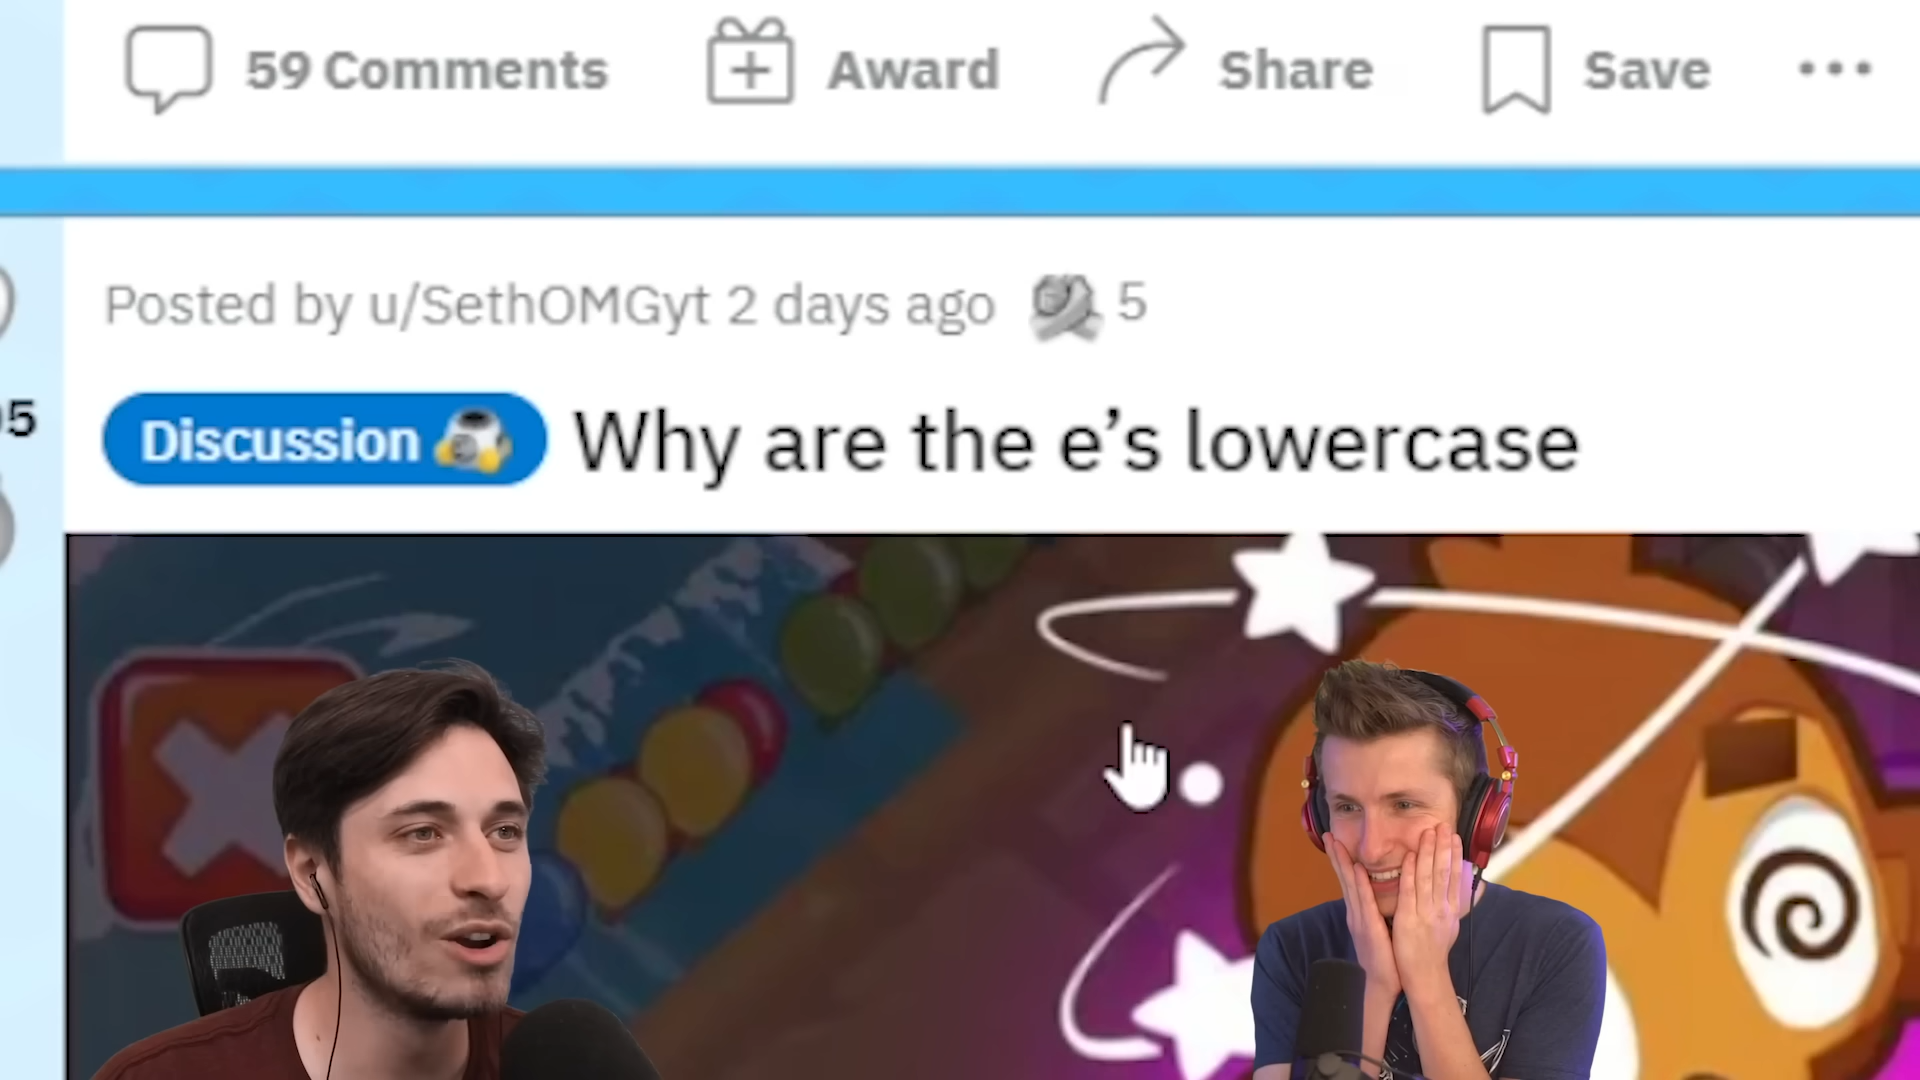 59 Comments Award Share Save
Posted by u/SethOMGyt 2 days ago 5
Discussion Why are the e’s lowercase